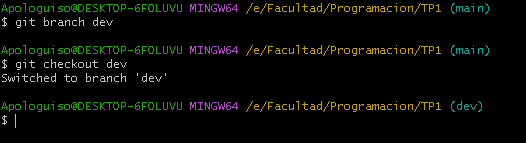 Apologuiso@DESKTOP-6FOLUVU MINGW64 /e/Facultad/Programacion/TP1 (main)
$ git branch dev
Apologuiso@DESKTOP-6FOLUVU MINGW64 /e/Facultad/Programacion/TP1 (main)
$ git checkout dev
Switched to branch 'dev'
Apologuiso@DESKTOP-6FOLUVU MINGW64 /e/Facultad/Programacion/TP1 (dev)
$